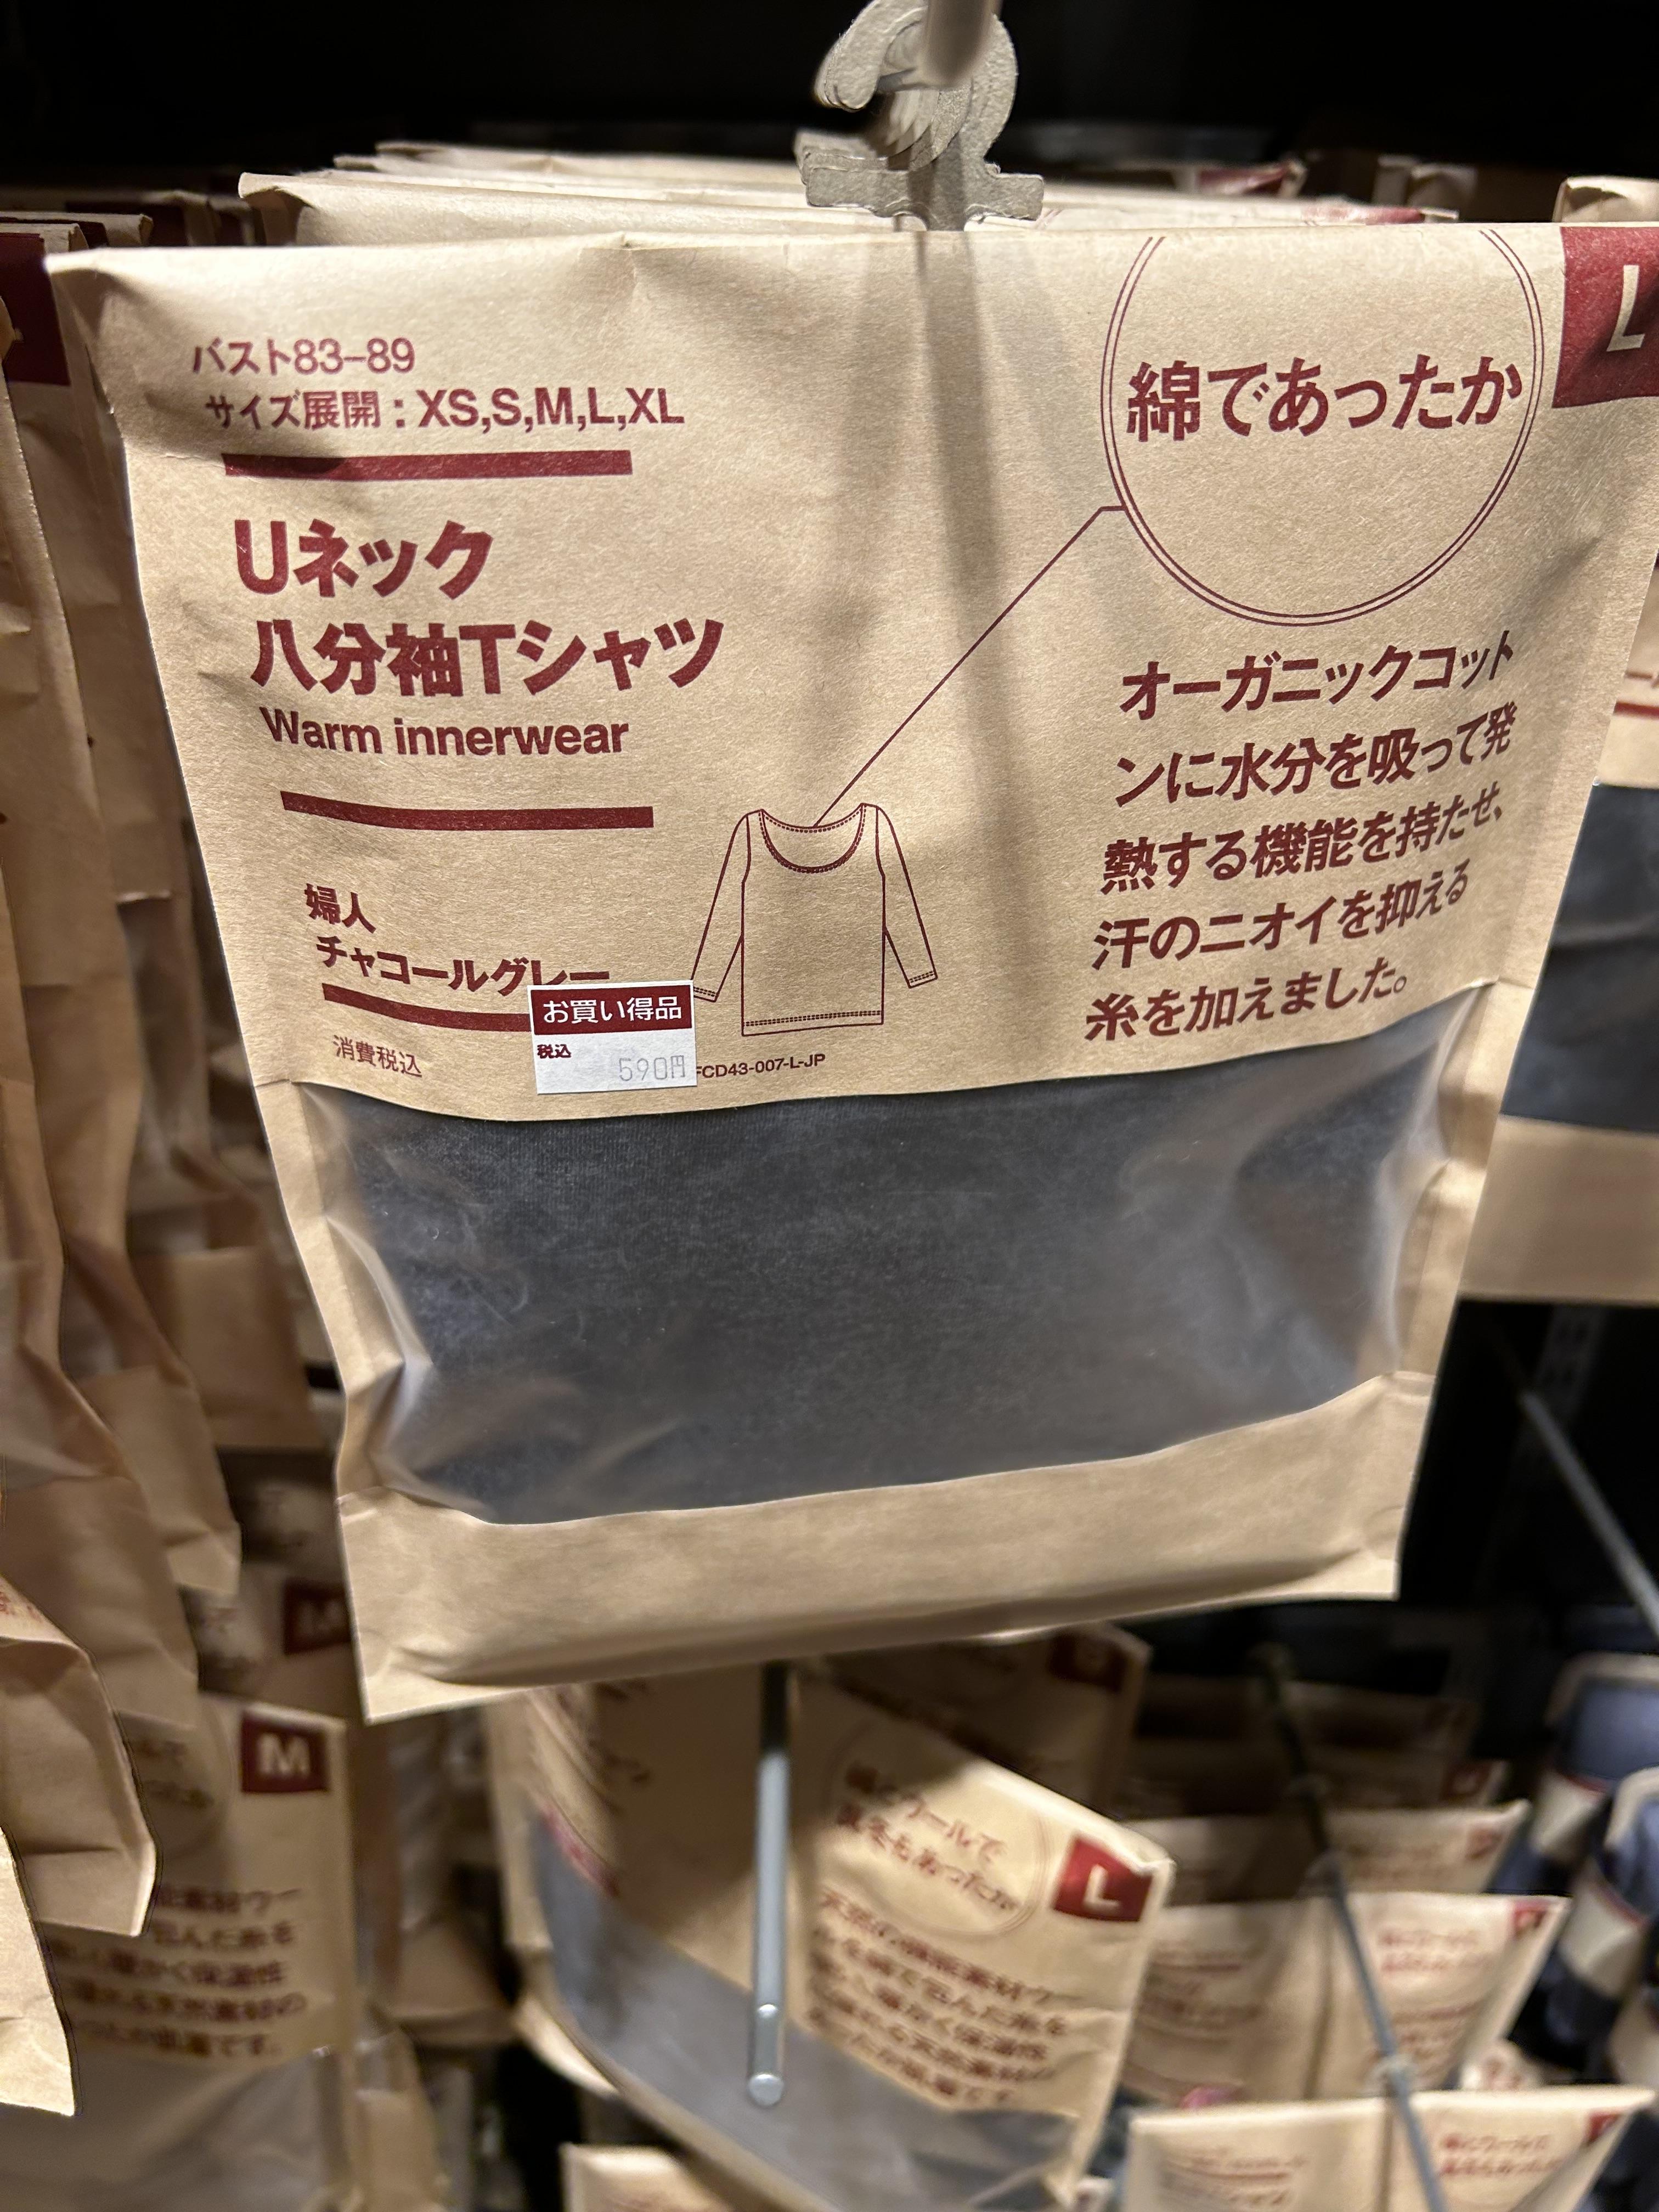 バスト83–89
サイズ展開：XS,S,M,L,XL
Uネック
八分袖Tシャツ
Warm innerwear
婦人
チャコールグレー
消費税込
お買い得品
税込
590円
FCD43-007-L-JP
L
綿であったか
オーガニックコット
ンに水分を吸って発
熱する機能を持たせ、
汗のニオイを抑える
糸を加えました。
M
L